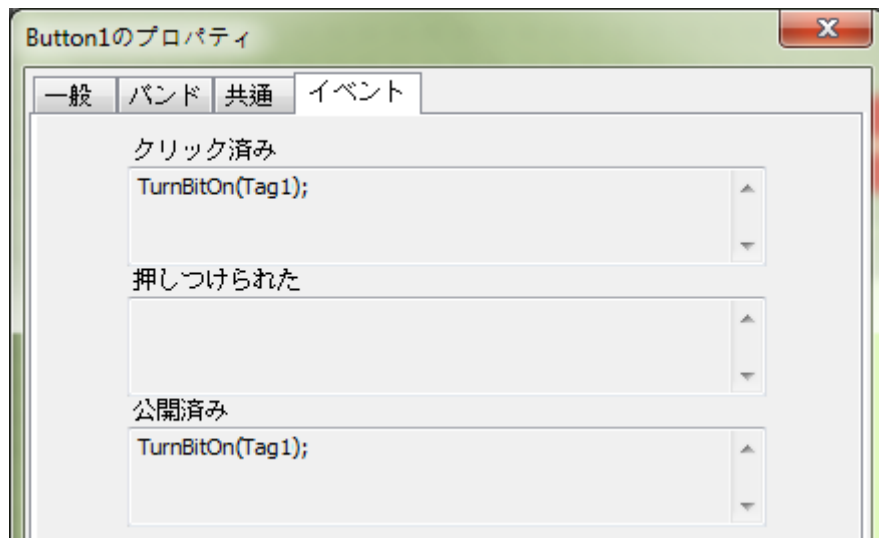 Button1のプロパティ
一般 バンド 共通 イベント
クリック済み
TurnBitOn(Tag1);
押しつけられた
公開済み
TurnBitOn(Tag1);